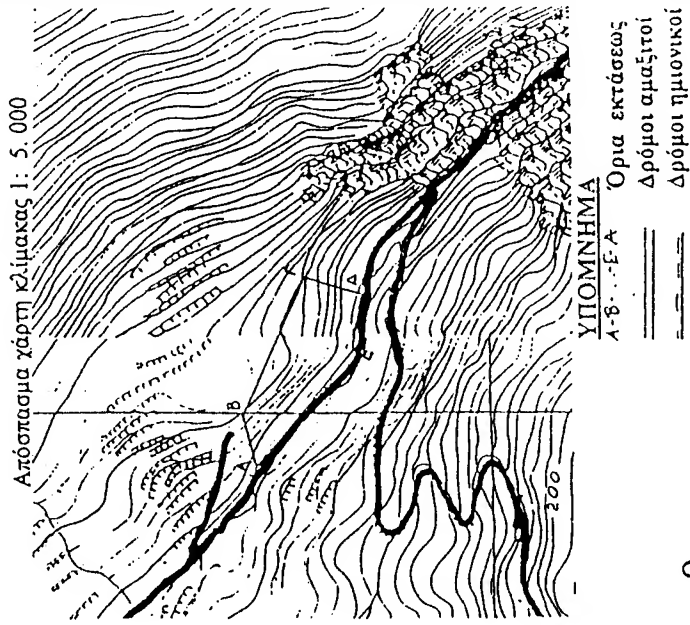 Απόσπασμα χάρτη κλίμακας 1: 5.000
B
A
Γ
Δ
E
200
ΥΠΟΜΝΗΜΑ
A-B-..-E-A Όρια εκτάσεως
Δρόμοι αμαξιτοί
Δρόμοι ημιονικοί